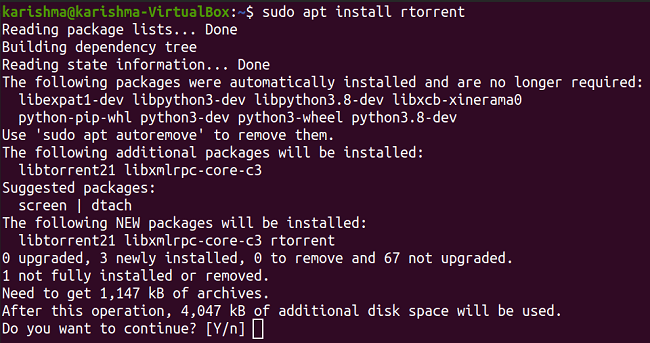 karishma@karishma-VirtualBox:~$ sudo apt install rtorrent
Reading package lists... Done
Building dependency tree
Reading state information... Done
The following packages were automatically installed and are no longer required:
  libexpat1-dev libpython3-dev libpython3.8-dev libxcb-xinerama0
  python-pip-whl python3-dev python3-wheel python3.8-dev
Use 'sudo apt autoremove' to remove them.
The following additional packages will be installed:
  libtorrent21 libxmlrpc-core-c3
Suggested packages:
  screen | dtach
The following NEW packages will be installed:
  libtorrent21 libxmlrpc-core-c3 rtorrent
0 upgraded, 3 newly installed, 0 to remove and 67 not upgraded.
1 not fully installed or removed.
Need to get 1,147 kB of archives.
After this operation, 4,047 kB of additional disk space will be used.
Do you want to continue? [Y/n]